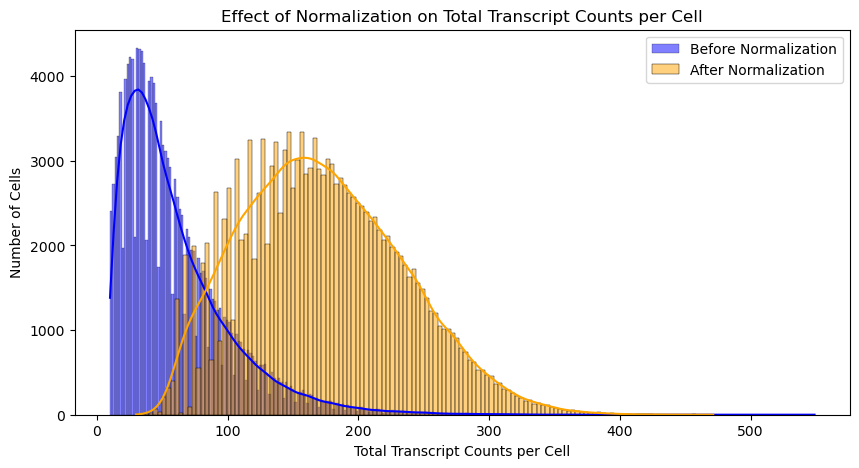 Effect of Normalization on Total Transcript Counts per Cell
Before Normalization
After Normalization
Number of Cells
4000
3000
2000
1000
0
0 100 200 300 400 500
Total Transcript Counts per Cell